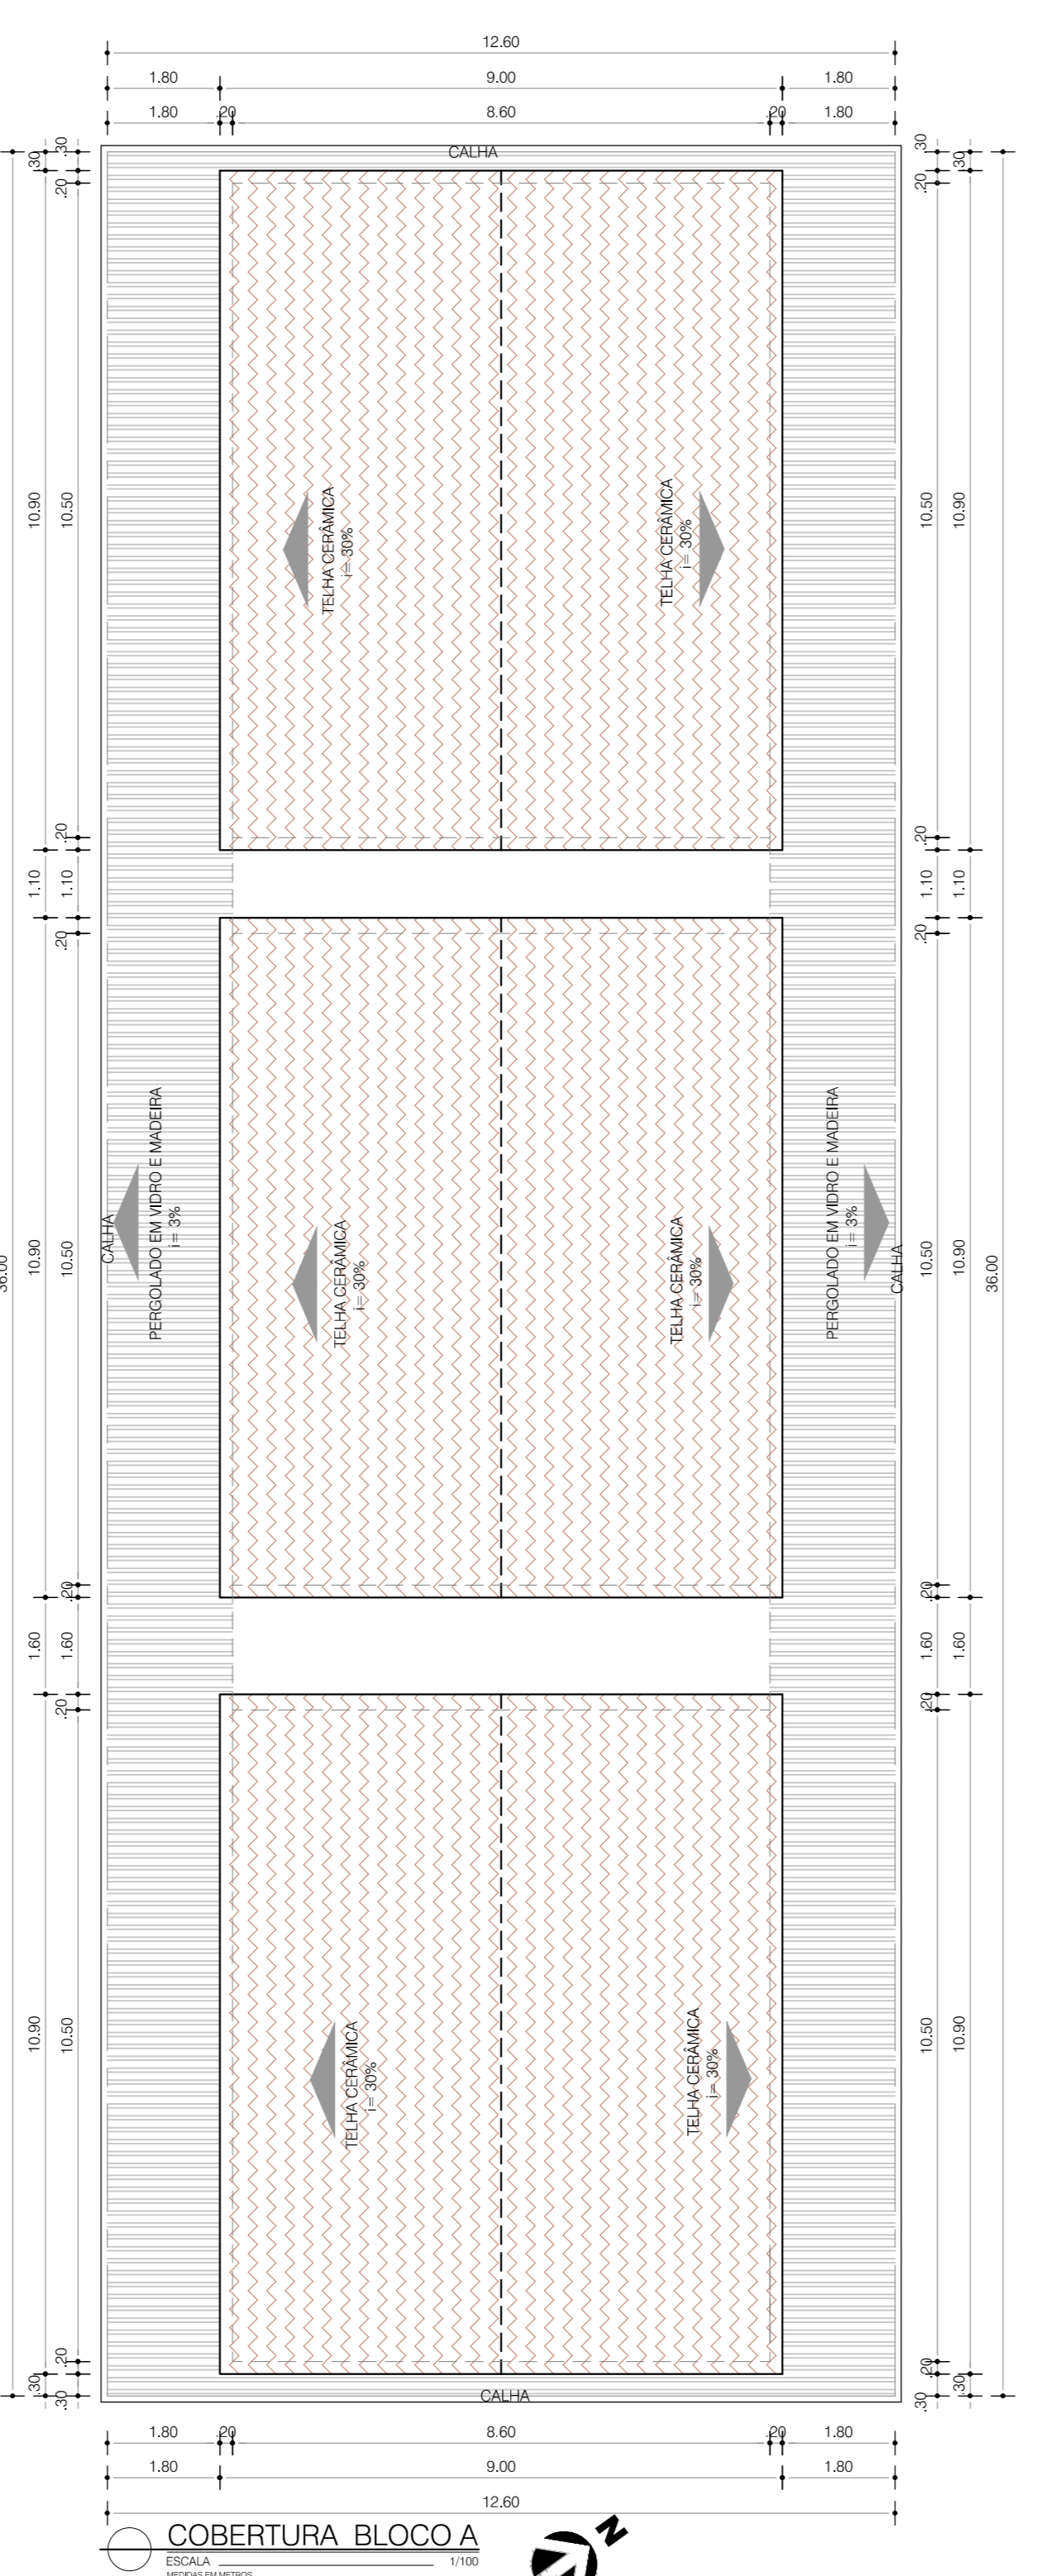 12.60
1.80 9.00 1.80
1.80 .20 8.60 .20 1.80
CALHA
.30 .30 .20
.30 .20 .30
10.90 10.50
TELHA CERÂMICA
i= 30%
TELHA CERÂMICA
i= 30%
10.50 10.90
.20
.20
1.10 1.10
1.10 1.10
.20
.20
36.00
10.90 10.50
CALHA
PERGOLADO EM VIDRO E MADEIRA
i= 3%
TELHA CERÂMICA
i= 30%
TELHA CERÂMICA
i= 30%
PERGOLADO EM VIDRO E MADEIRA
i= 3%
CALHA
10.50 10.90
36.00
.20
.20
1.60 1.60
1.60 1.60
.20
.20
10.90 10.50
TELHA CERÂMICA
i= 30%
TELHA CERÂMICA
i= 30%
10.50 10.90
.20
.30 .30
.20
.30 .30
CALHA
1.80 .20 8.60 .20 1.80
1.80 9.00 1.80
12.60
COBERTURA BLOCO A
ESCALA 1/100
MEDIDAS EM METROS
N